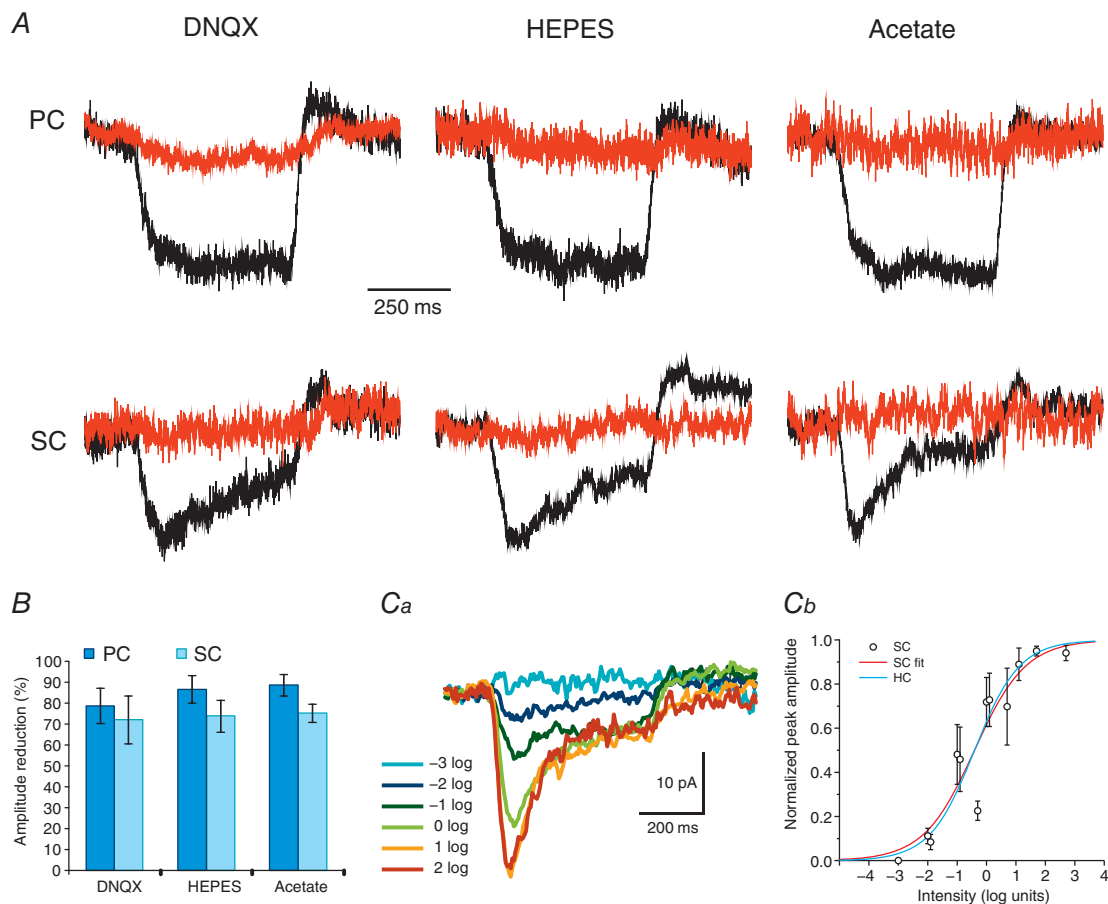 A
DNQX
HEPES
Acetate
PC
250 ms
SC
B
PC
SC
Amplitude reduction (%)
100
90
80
70
60
50
40
30
20
10
0
DNQX
HEPES
Acetate
Ca
−3 log
−2 log
−1 log
0 log
1 log
2 log
10 pA
200 ms
Cb
Normalized peak amplitude
1.0
0.8
0.6
0.4
0.2
0.0
SC
SC fit
HC
−4 −3 −2 −1 0 1 2 3 4
Intensity (log units)